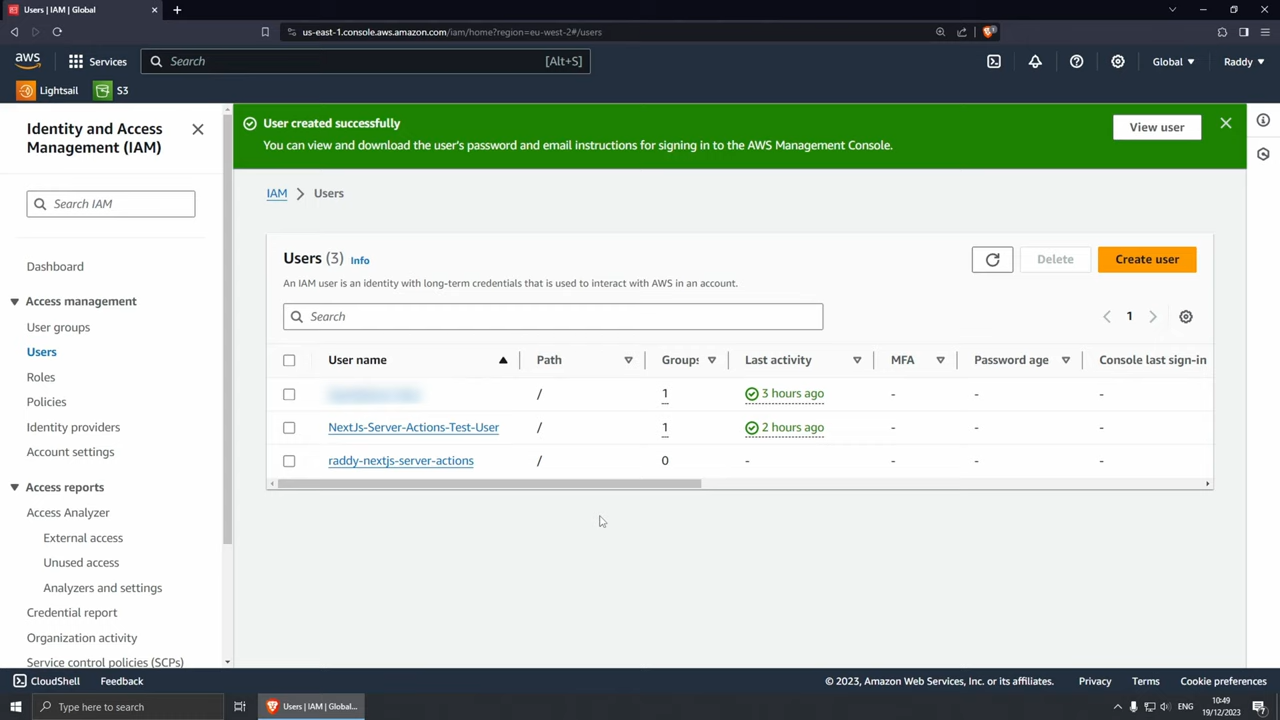 Users | IAM | Global
us-east-1.console.aws.amazon.com/iam/home?region=eu-west-2#/users
aws
Services
Search
[Alt+S]
Global
Raddy
Lightsail
S3
Identity and Access Management (IAM)
Search IAM
Dashboard
Access management
User groups
Users
Roles
Policies
Identity providers
Account settings
Access reports
Access Analyzer
External access
Unused access
Analyzers and settings
Credential report
Organization activity
Service control policies (SCPs)
User created successfully
You can view and download the user's password and email instructions for signing in to the AWS Management Console.
View user
IAM > Users
Users (3) Info
An IAM user is an identity with long-term credentials that is used to interact with AWS in an account.
Delete
Create user
Search
1
User name Path Groups Last activity MFA Password age Console last sign-in
/ 1 3 hours ago - - -
NextJs-Server-Actions-Test-User / 1 2 hours ago - - -
raddy-nextjs-server-actions / 0 - - - -
CloudShell Feedback © 2023, Amazon Web Services, Inc. or its affiliates. Privacy Terms Cookie preferences
Type here to search
Users | IAM | Global...
ENG
10:49
19/12/2023